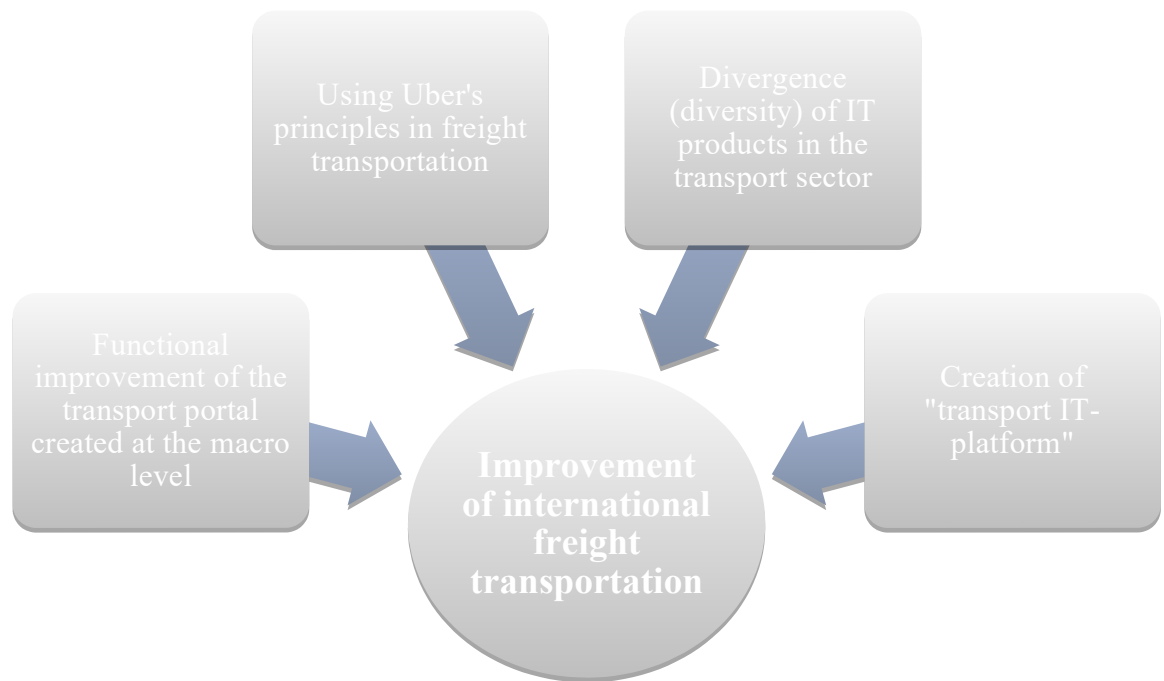 Using Uber's
principles in freight
transportation
Divergence
(diversity) of IT
products in the
transport sector
Functional
improvement of the
transport portal
created at the macro
level
Creation of
"transport IT-
platform"
Improvement
of international
freight
transportation